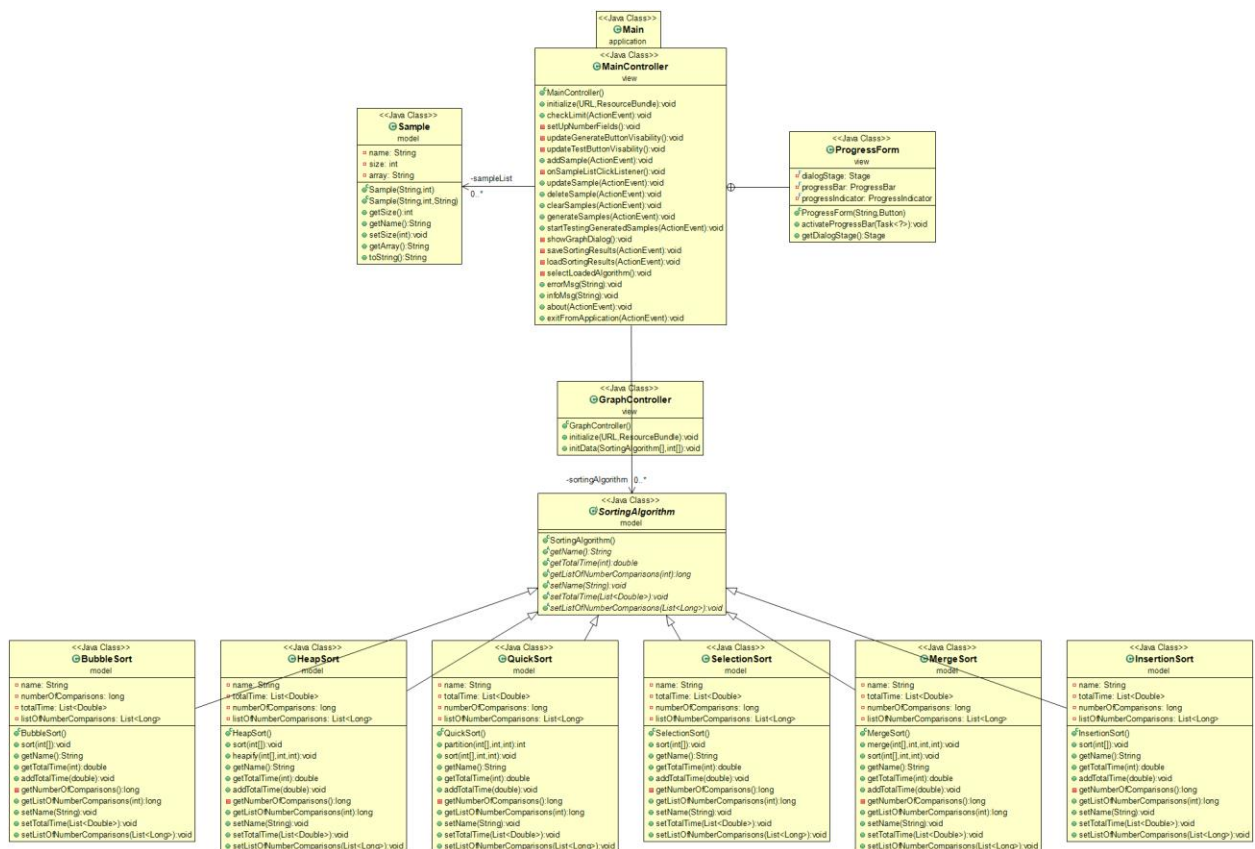 <<Java Class>>
Main
application
<<Java Class>>
MainController
view
MainController()
initialize(URL,ResourceBundle):void
checkLimit(ActionEvent):void
setUpNumberFields():void
updateGenerateButtonVisability():void
updateTestButtonVisability():void
addSample(ActionEvent):void
onSampleListClickListener():void
updateSample(ActionEvent):void
deleteSample(ActionEvent):void
clearSamples(ActionEvent):void
generateSamples(ActionEvent):void
startTestingGeneratedSamples(ActionEvent):void
showGraphDialog():void
saveSortingResults(ActionEvent):void
loadSortingResults(ActionEvent):void
selectLoadedAlgorithm():void
errorMsg(String):void
infoMsg(String):void
about(ActionEvent):void
exitFromApplication(ActionEvent):void
<<Java Class>>
Sample
model
name: String
size: int
array: String
Sample(String,int)
Sample(String,int,String)
getSize():int
getName():String
setSize(int):void
getArray():String
toString():String
-sampleList
0..*
<<Java Class>>
ProgressForm
view
dialogStage: Stage
progressBar: ProgressBar
progressIndicator: ProgressIndicator
ProgressForm(String,Button)
activateProgressBar(Task<?>):void
getDialogStage():Stage
<<Java Class>>
GraphController
view
GraphController()
initialize(URL,ResourceBundle):void
initData(SortingAlgorithm[],int[]):void
-sortingAlgorithm 0..*
<<Java Class>>
SortingAlgorithm
model
SortingAlgorithm()
getName():String
getTotalTime(int):double
getListOfNumberComparisons(int):long
setName(String):void
setTotalTime(List<Double>):void
setListOfNumberComparisons(List<Long>):void
<<Java Class>>
BubbleSort
model
name: String
numberOfComparisons: long
totalTime: List<Double>
listOfNumberComparisons: List<Long>
BubbleSort()
sort(int[]):void
getName():String
getTotalTime(int):double
addTotalTime(double):void
getNumberOfComparisons():long
getListOfNumberComparisons(int):long
setName(String):void
setTotalTime(List<Double>):void
setListOfNumberComparisons(List<Long>):void
<<Java Class>>
HeapSort
model
name: String
totalTime: List<Double>
numberOfComparisons: long
listOfNumberComparisons: List<Long>
HeapSort()
sort(int[]):void
heapify(int[],int,int):void
getName():String
getTotalTime(int):double
addTotalTime(double):void
getNumberOfComparisons():long
getListOfNumberComparisons(int):long
setName(String):void
setTotalTime(List<Double>):void
setListOfNumberComparisons(List<Long>):void
<<Java Class>>
QuickSort
model
name: String
totalTime: List<Double>
numberOfComparisons: long
listOfNumberComparisons: List<Long>
QuickSort()
partition(int[],int,int):int
sort(int[],int,int):void
getName():String
getTotalTime(int):double
addTotalTime(double):void
getNumberOfComparisons():long
getListOfNumberComparisons(int):long
setName(String):void
setTotalTime(List<Double>):void
setListOfNumberComparisons(List<Long>):void
<<Java Class>>
SelectionSort
model
name: String
totalTime: List<Double>
numberOfComparisons: long
listOfNumberComparisons: List<Long>
SelectionSort()
sort(int[]):void
getName():String
getTotalTime(int):double
addTotalTime(double):void
getNumberOfComparisons():long
getListOfNumberComparisons(int):long
setName(String):void
setTotalTime(List<Double>):void
setListOfNumberComparisons(List<Long>):void
<<Java Class>>
MergeSort
model
name: String
totalTime: List<Double>
numberOfComparisons: long
listOfNumberComparisons: List<Long>
MergeSort()
merge(int[],int,int,int):void
sort(int[],int,int):void
getName():String
getTotalTime(int):double
addTotalTime(double):void
getNumberOfComparisons():long
getListOfNumberComparisons(int):long
setName(String):void
setTotalTime(List<Double>):void
setListOfNumberComparisons(List<Long>):void
<<Java Class>>
InsertionSort
model
name: String
totalTime: List<Double>
numberOfComparisons: long
listOfNumberComparisons: List<Long>
InsertionSort()
sort(int[]):void
getName():String
getTotalTime(int):double
addTotalTime(double):void
getNumberOfComparisons():long
getListOfNumberComparisons(int):long
setName(String):void
setTotalTime(List<Double>):void
setListOfNumberComparisons(List<Long>):void